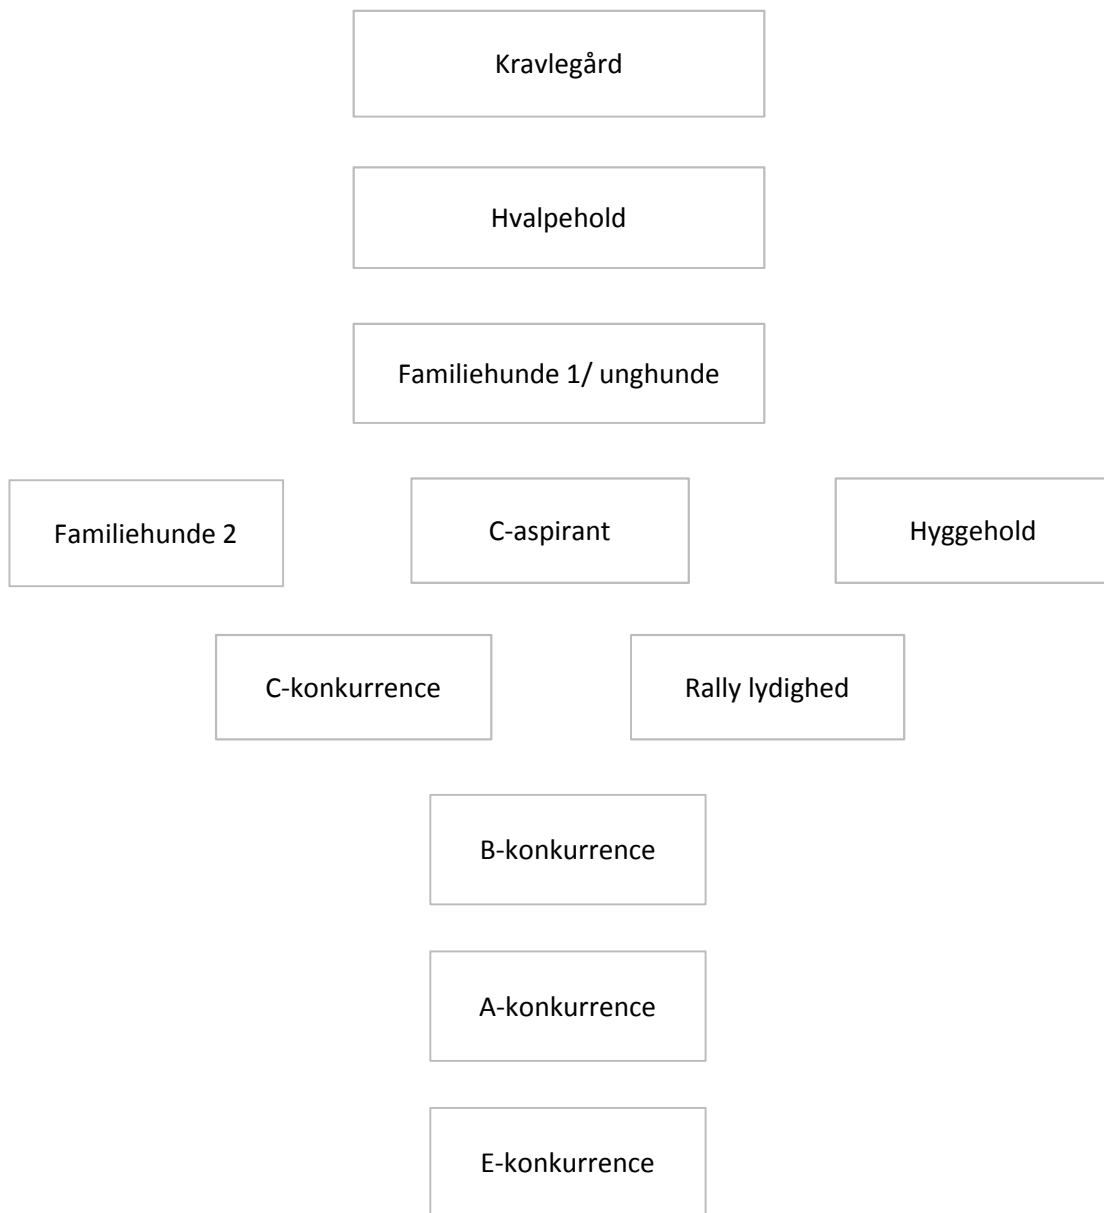 Kravlegård
Hvalpehold
Familiehunde 1/ unghunde
Familiehunde 2
C-aspirant
Hyggehold
C-konkurrence
Rally lydighed
B-konkurrence
A-konkurrence
E-konkurrence